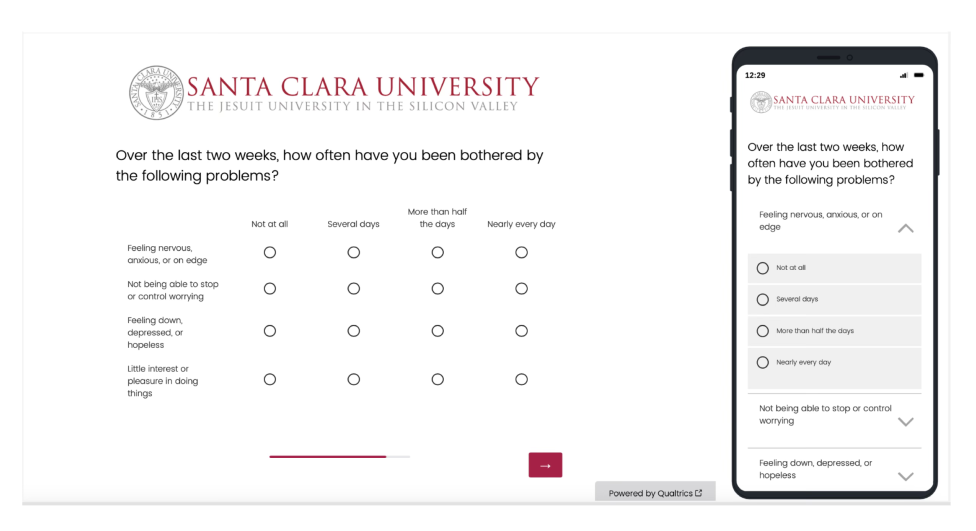 SANTA CLARA UNIVERSITY
THE JESUIT UNIVERSITY IN THE SILICON VALLEY
Over the last two weeks, how often have you been bothered by
the following problems?
More than half
Not at all Several days the days Nearly every day
Feeling nervous,
anxious, or on edge
Not being able to stop
or control worrying
Feeling down,
depressed, or
hopeless
Little interest or
pleasure in doing
things
→
Powered by Qualtrics
12:29
SANTA CLARA UNIVERSITY
THE JESUIT UNIVERSITY IN THE SILICON VALLEY
Over the last two weeks, how
often have you been bothered
by the following problems?
Feeling nervous, anxious, or on
edge
Not at all
Several days
More than half the days
Nearly every day
Not being able to stop or control
worrying
Feeling down, depressed, or
hopeless